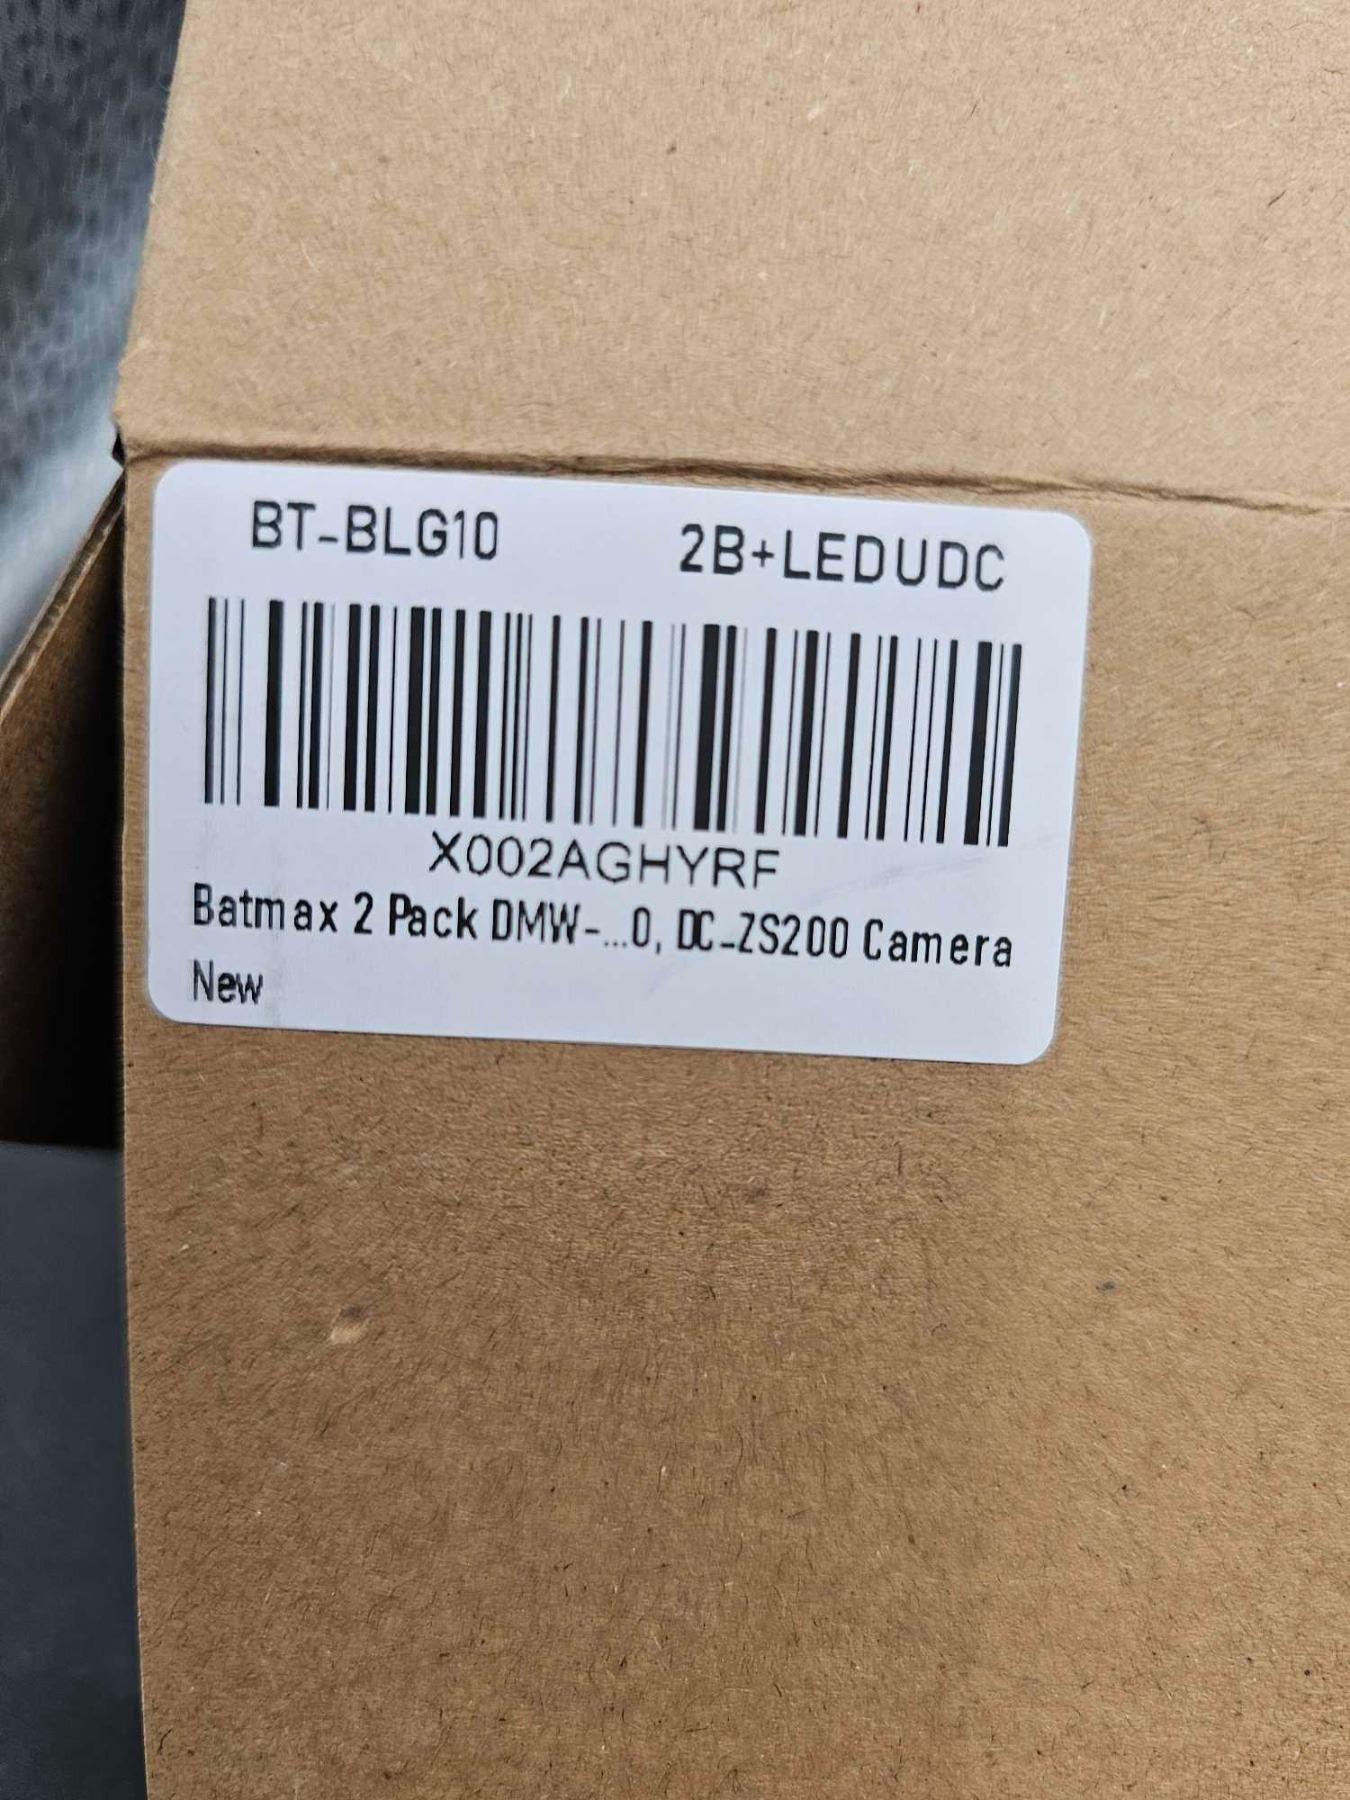 BT-BLG10 2B+LEDUDC
X002AGHYRF
Batmax 2 Pack DMW-...0, DC-ZS200 Camera
New